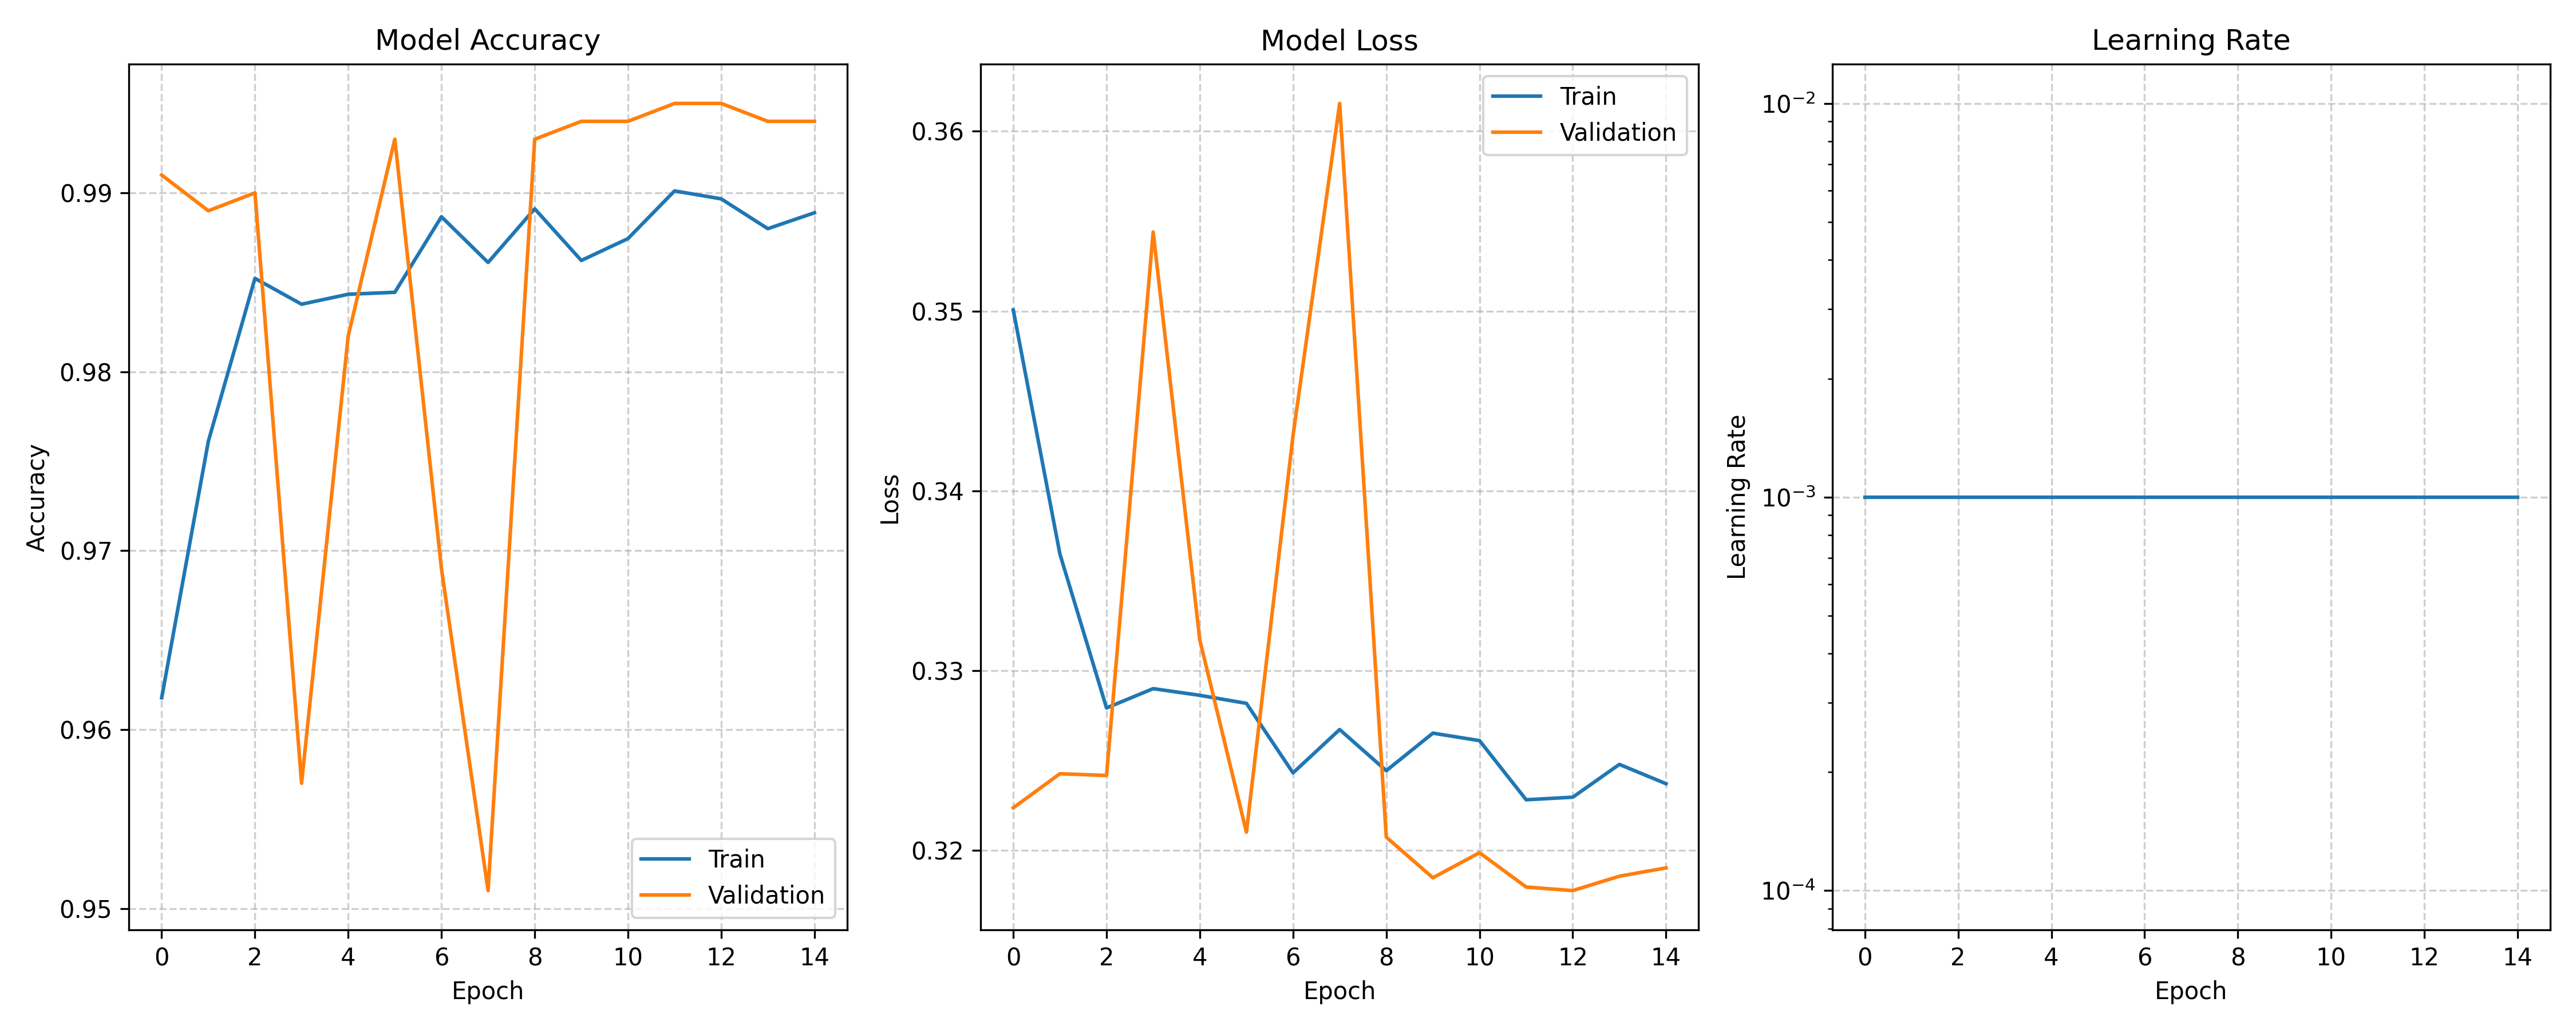 Model Accuracy
Accuracy
0.99
0.98
0.97
0.96
0.95
0 2 4 6 8 10 12 14
Epoch
Train
Validation
Model Loss
Loss
0.36
0.35
0.34
0.33
0.32
0 2 4 6 8 10 12 14
Epoch
Train
Validation
Learning Rate
Learning Rate
10⁻²
10⁻³
10⁻⁴
0 2 4 6 8 10 12 14
Epoch